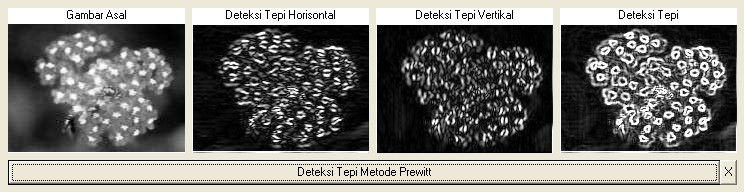 Gambar Asal
Deteksi Tepi Horisontal
Deteksi Tepi Vertikal
Deteksi Tepi
Deteksi Tepi Metode Prewitt
X